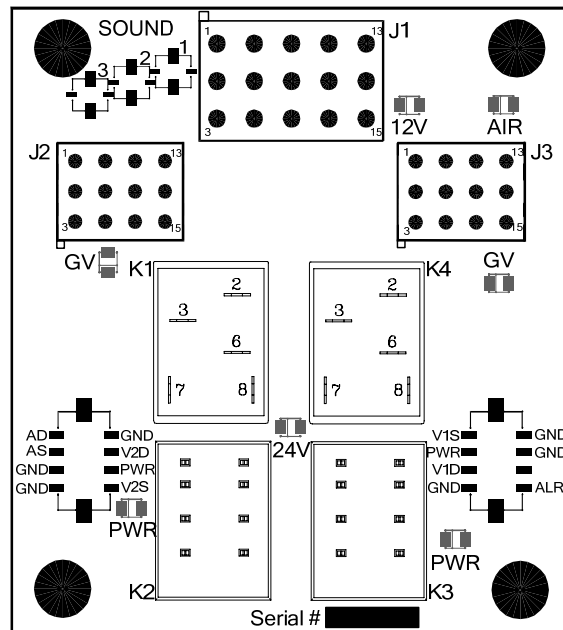 SOUND
3
2
1
J1
1
13
3
15
12V
AIR
J2
1
13
3
15
J3
1
13
3
15
GV
GV
K1
2
3
6
7
8
K4
2
3
6
7
8
24V
AD
AS
GND
GND
GND
V2D
PWR
V2S
PWR
V1S
PWR
V1D
GND
GND
GND
ALR
PWR
K2
K3
Serial #